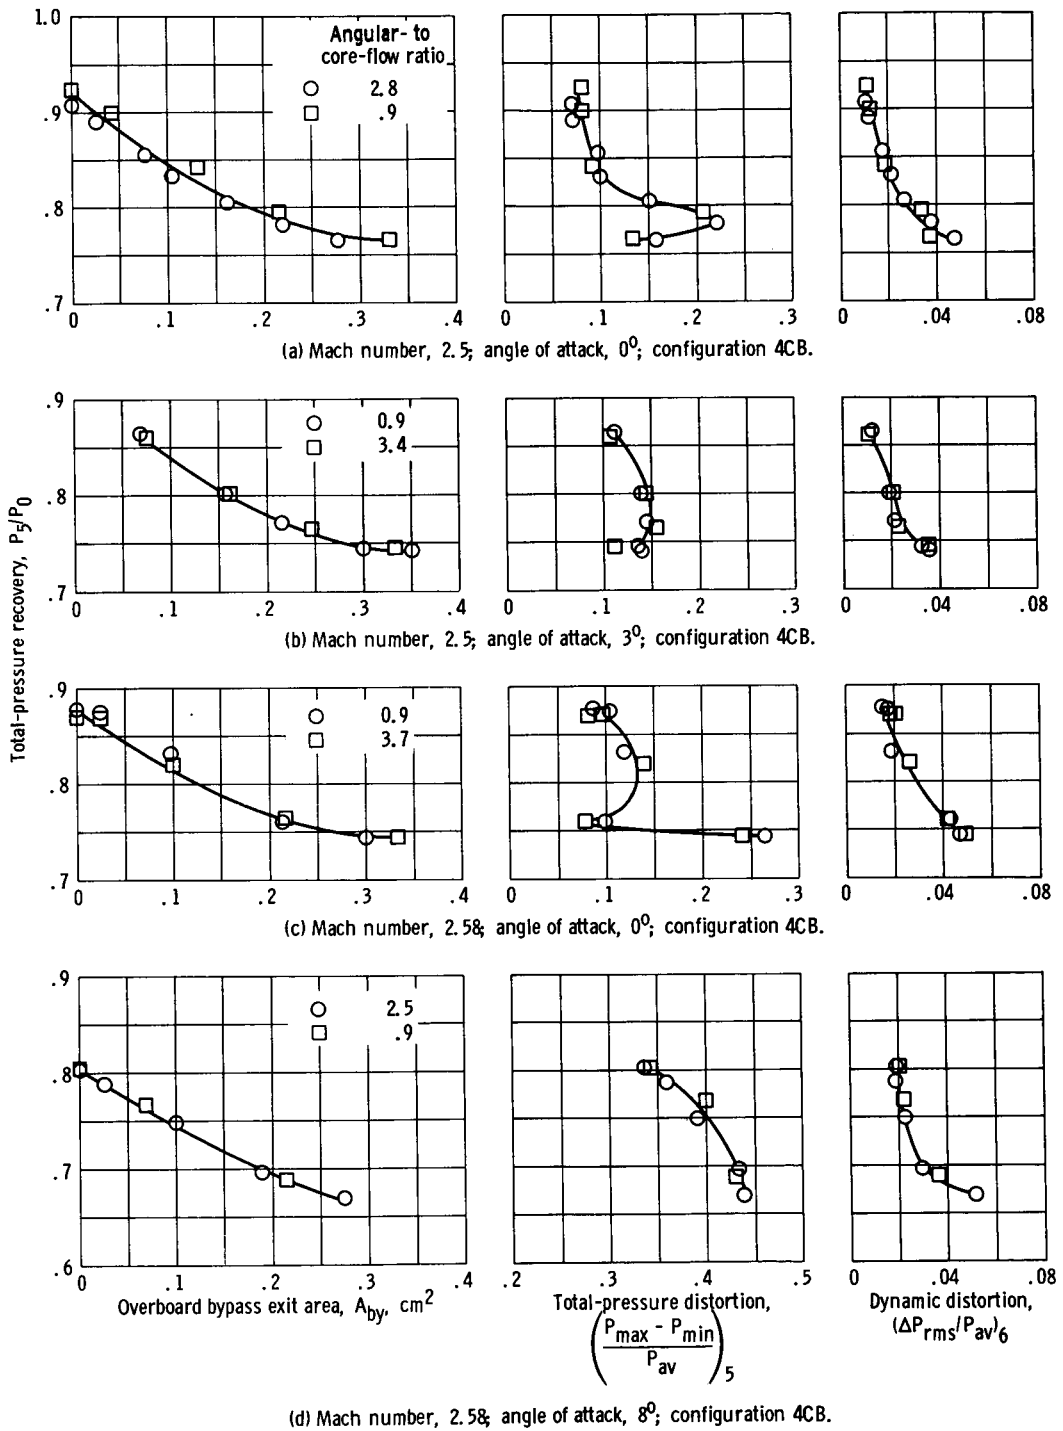 1.0
Angular- to
core-flow ratio
2.8
.9
.9
.8
.7
0 .1 .2 .3 .4
0 .1 .2 .3
0 .04 .08
(a) Mach number, 2.5; angle of attack, 0⁰; configuration 4CB.
Total-pressure recovery, P5/P0
.9
0.9
3.4
.8
.7
0 .1 .2 .3 .4
0 .1 .2 .3
0 .04 .08
(b) Mach number, 2.5; angle of attack, 3⁰; configuration 4CB.
.9
0.9
3.7
.8
.7
0 .1 .2 .3 .4
0 .1 .2 .3
0 .04 .08
(c) Mach number, 2.58; angle of attack, 0⁰; configuration 4CB.
.9
2.5
.9
.8
.7
.6
0 .1 .2 .3 .4
.2 .3 .4 .5
0 .04 .08
Overboard bypass exit area, Aby, cm²
Total-pressure distortion,
(Pmax - Pmin
Pav)5
Dynamic distortion,
(ΔPrms/Pav)6
(d) Mach number, 2.58; angle of attack, 8⁰; configuration 4CB.